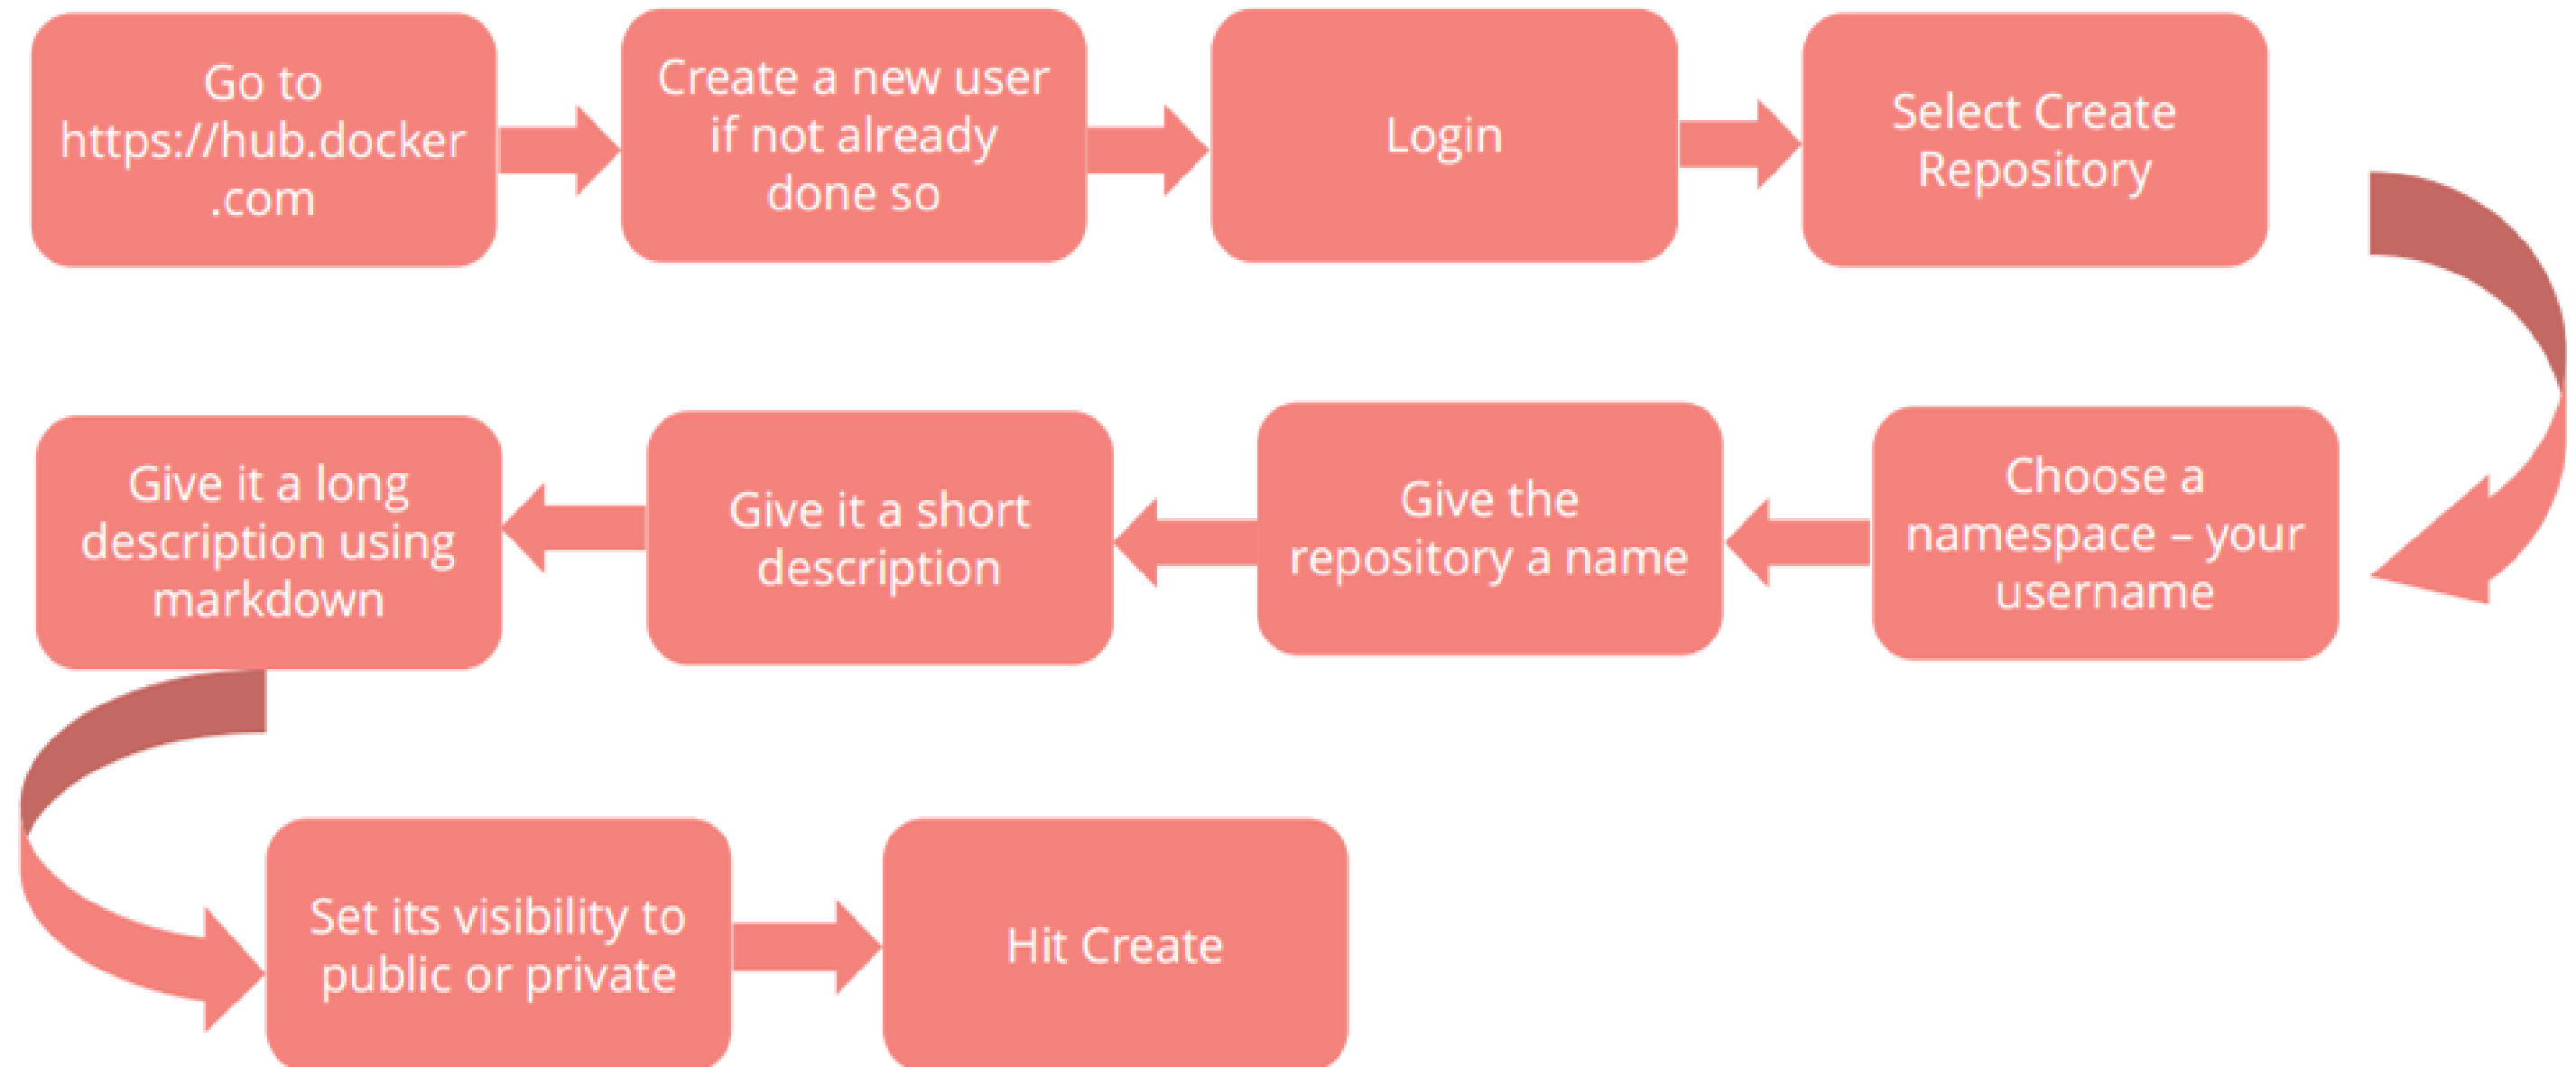 Go to
https://hub.docker
.com
Create a new user
if not already
done so
Login
Select Create
Repository
Choose a
namespace – your
username
Give the
repository a name
Give it a short
description
Give it a long
description using
markdown
Set its visibility to
public or private
Hit Create